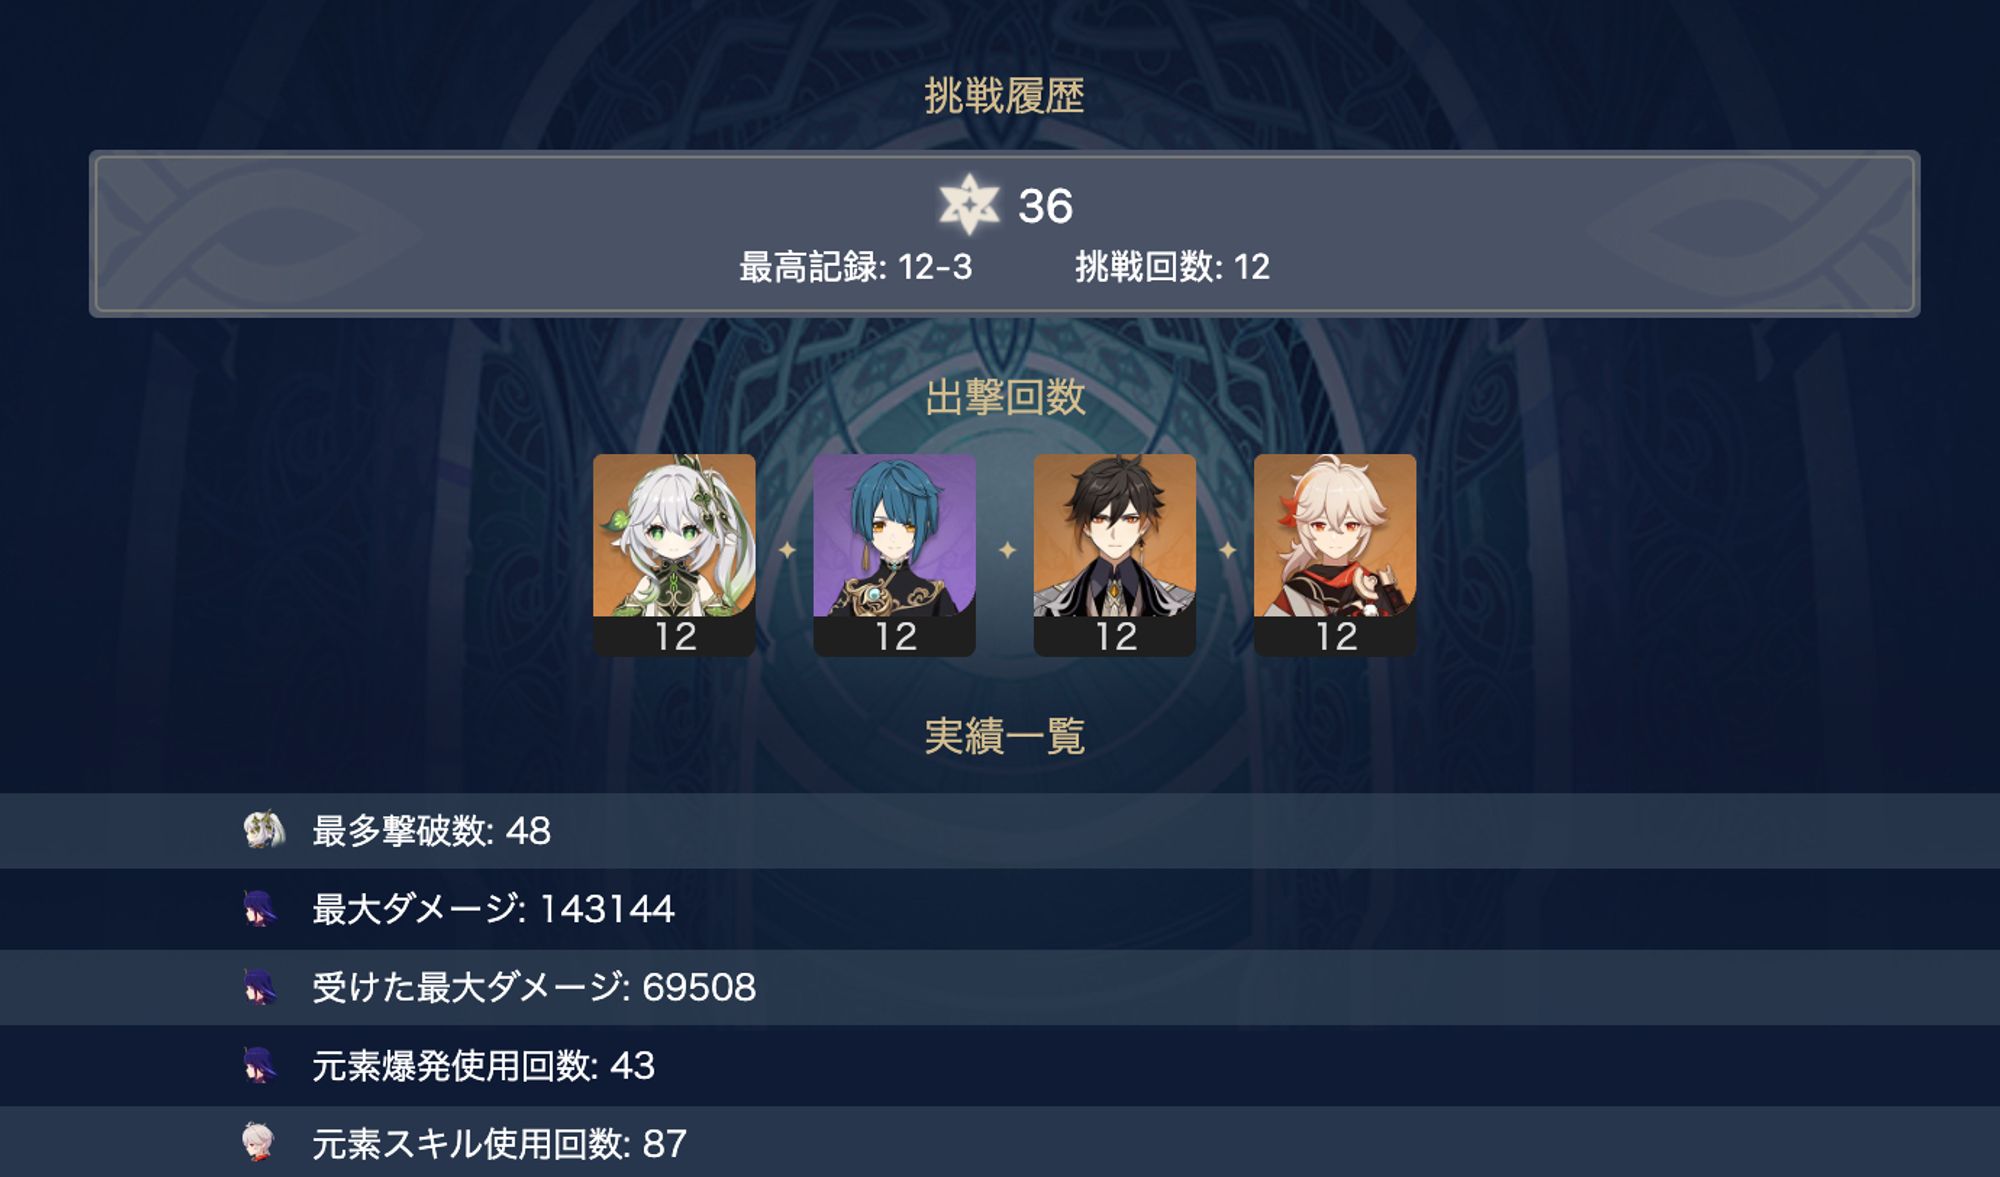 挑戦履歴
36
最高記録: 12-3 挑戦回数: 12
出撃回数
12 12 12 12
実績一覧
最多撃破数: 48
最大ダメージ: 143144
受けた最大ダメージ: 69508
元素爆発使用回数: 43
元素スキル使用回数: 87